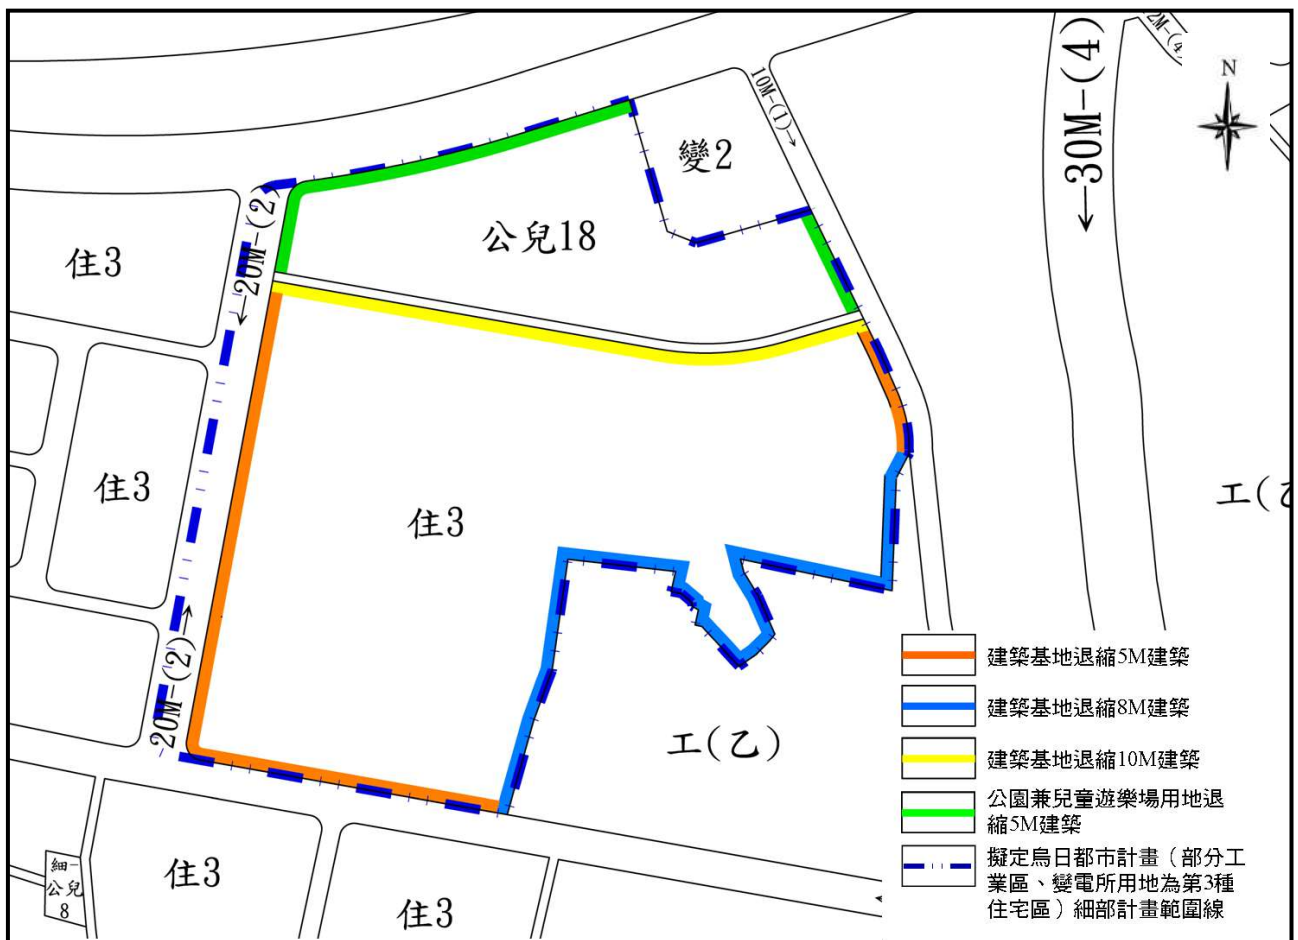 2M-(4)
N
←30M-(4)
10M-(1)→
變2
公兒18
←20M-(2)
住3
住3
住3
工(乙
←20M-(2)→
工(乙)
建築基地退縮5M建築
建築基地退縮8M建築
建築基地退縮10M建築
公園兼兒童遊樂場用地退
縮5M建築
擬定烏日都市計畫（部分工
業區、變電所用地為第3種
住宅區）細部計畫範圍線
細-
公兒
8
住3
住3